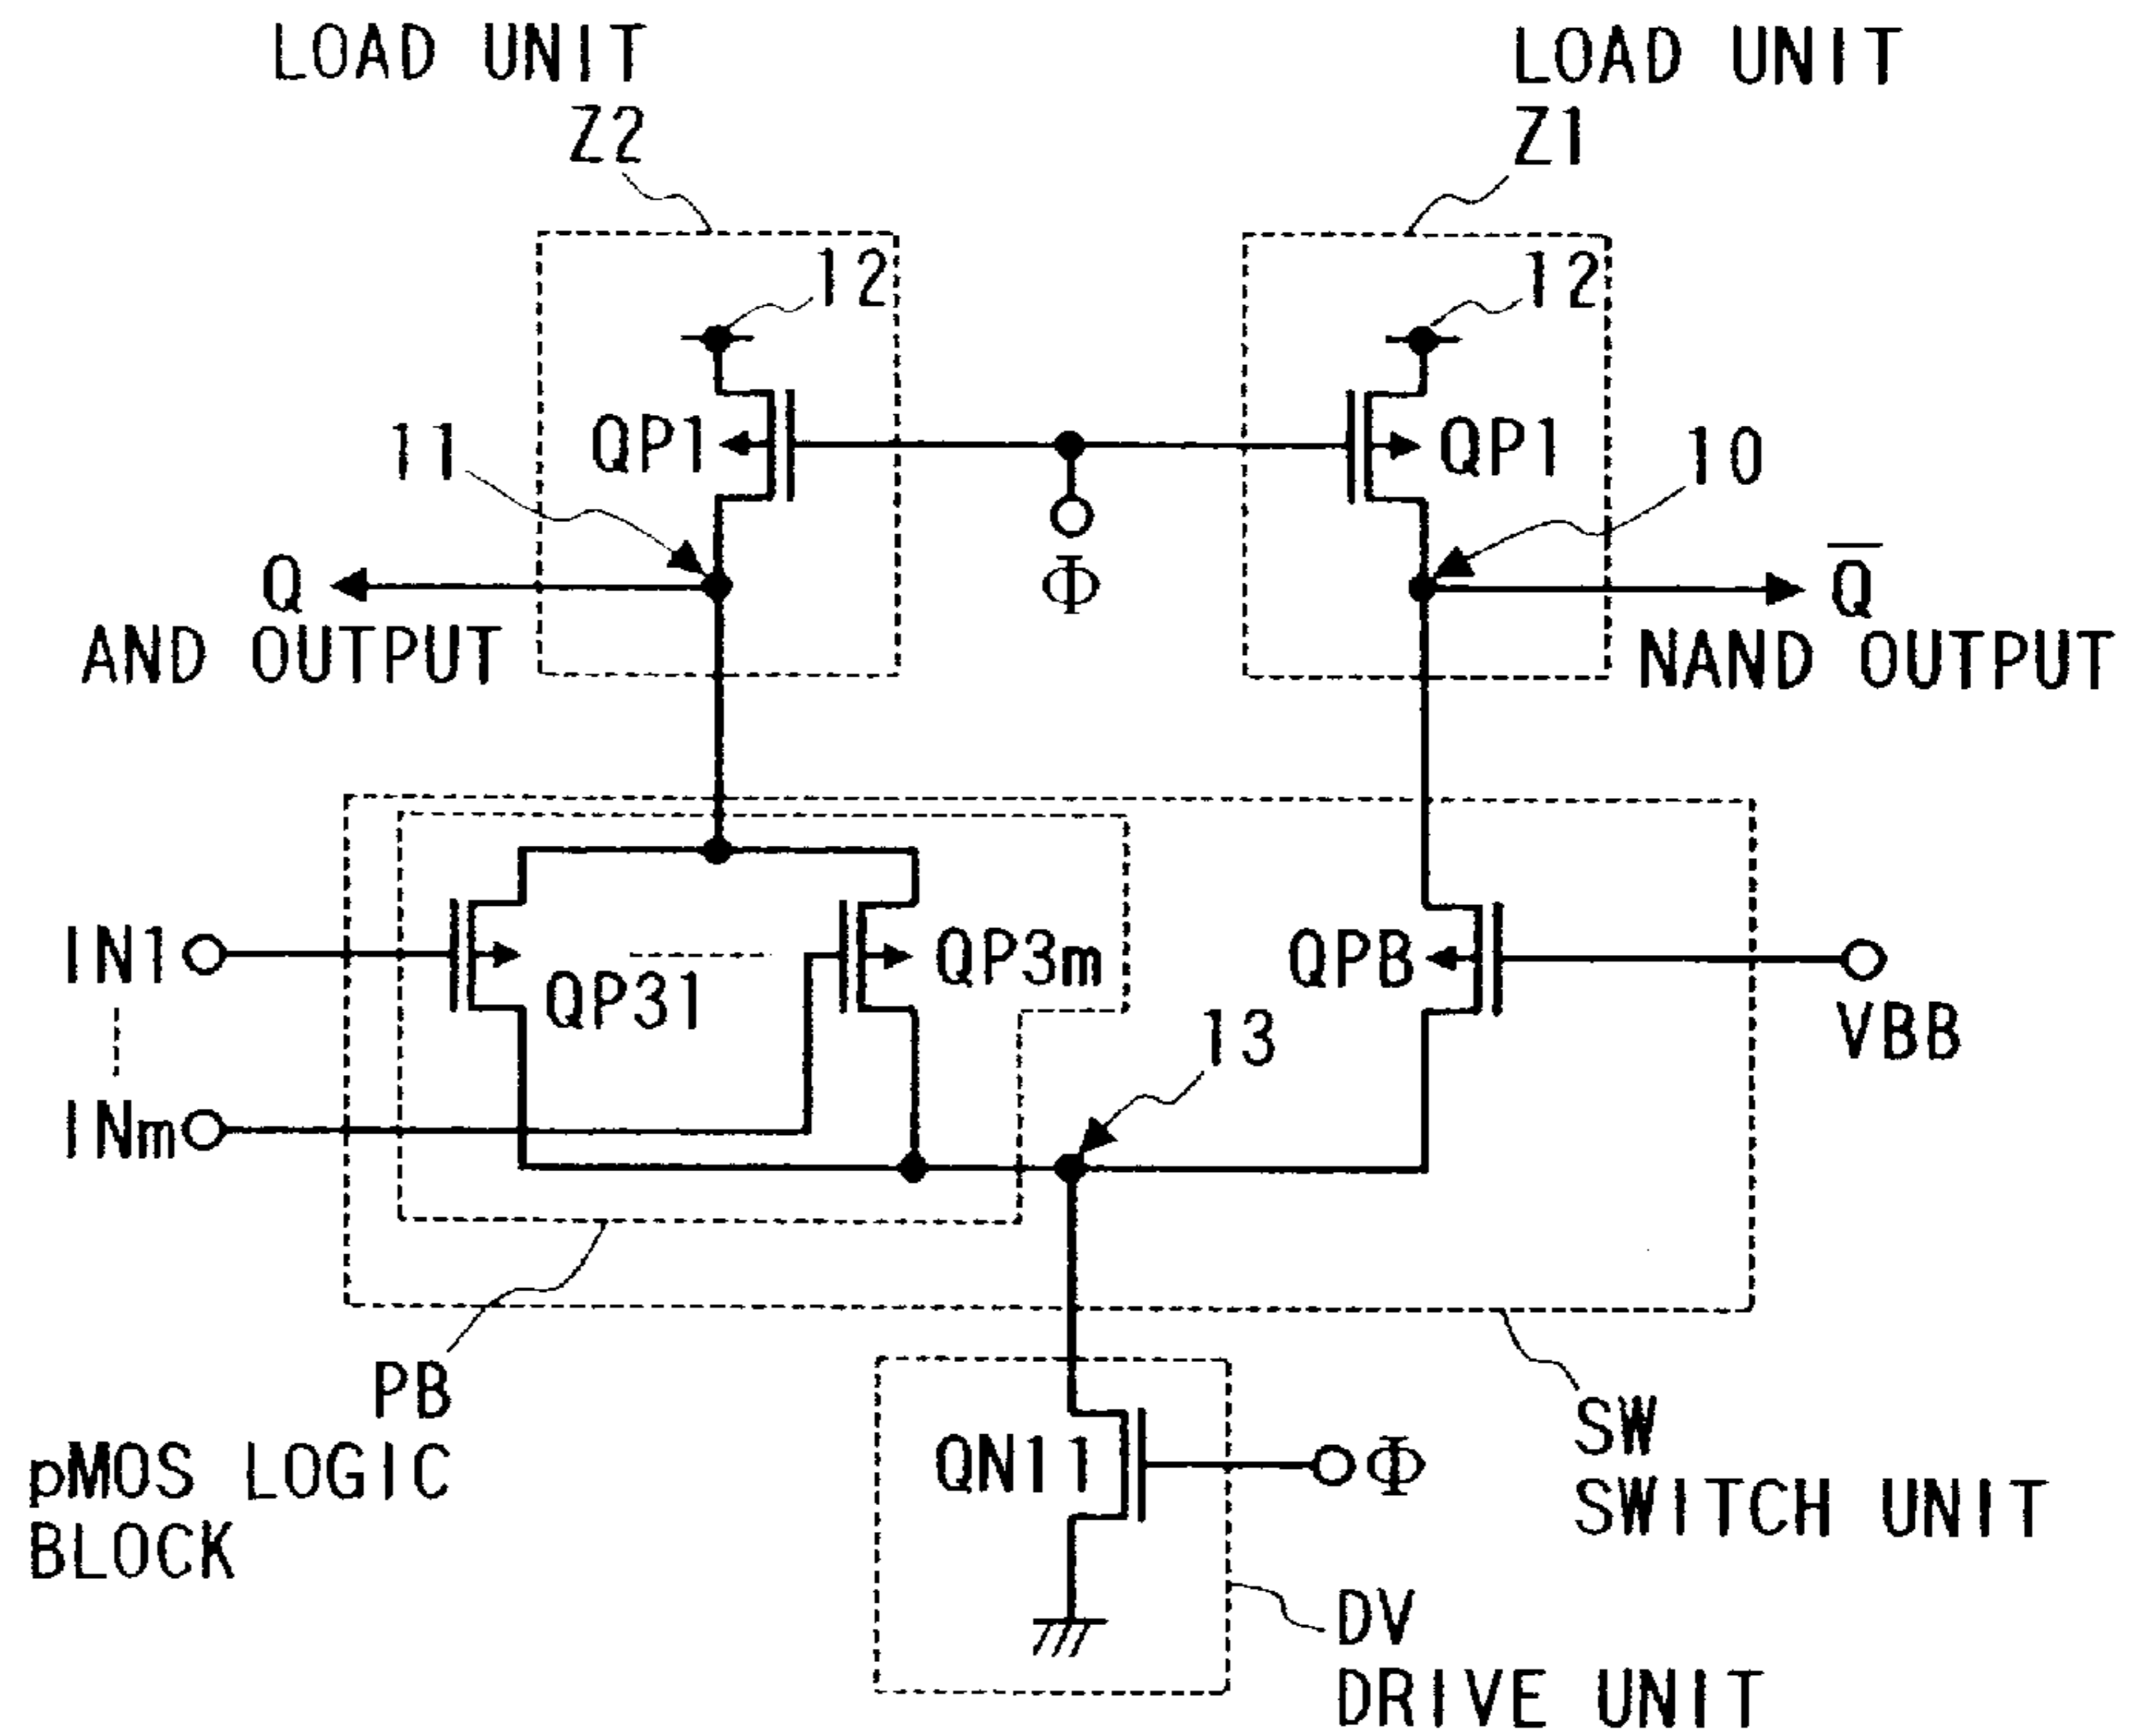 LOAD UNIT
Z2
LOAD UNIT
Z1
12
12
QP1
QP1
11
10
Q
AND OUTPUT
Φ
Q̅
NAND OUTPUT
IN1
QP31
QP3m
QPB
VBB
INm
13
PB
pMOS LOGIC
BLOCK
QN11
Φ
SW
SWITCH UNIT
DV
DRIVE UNIT